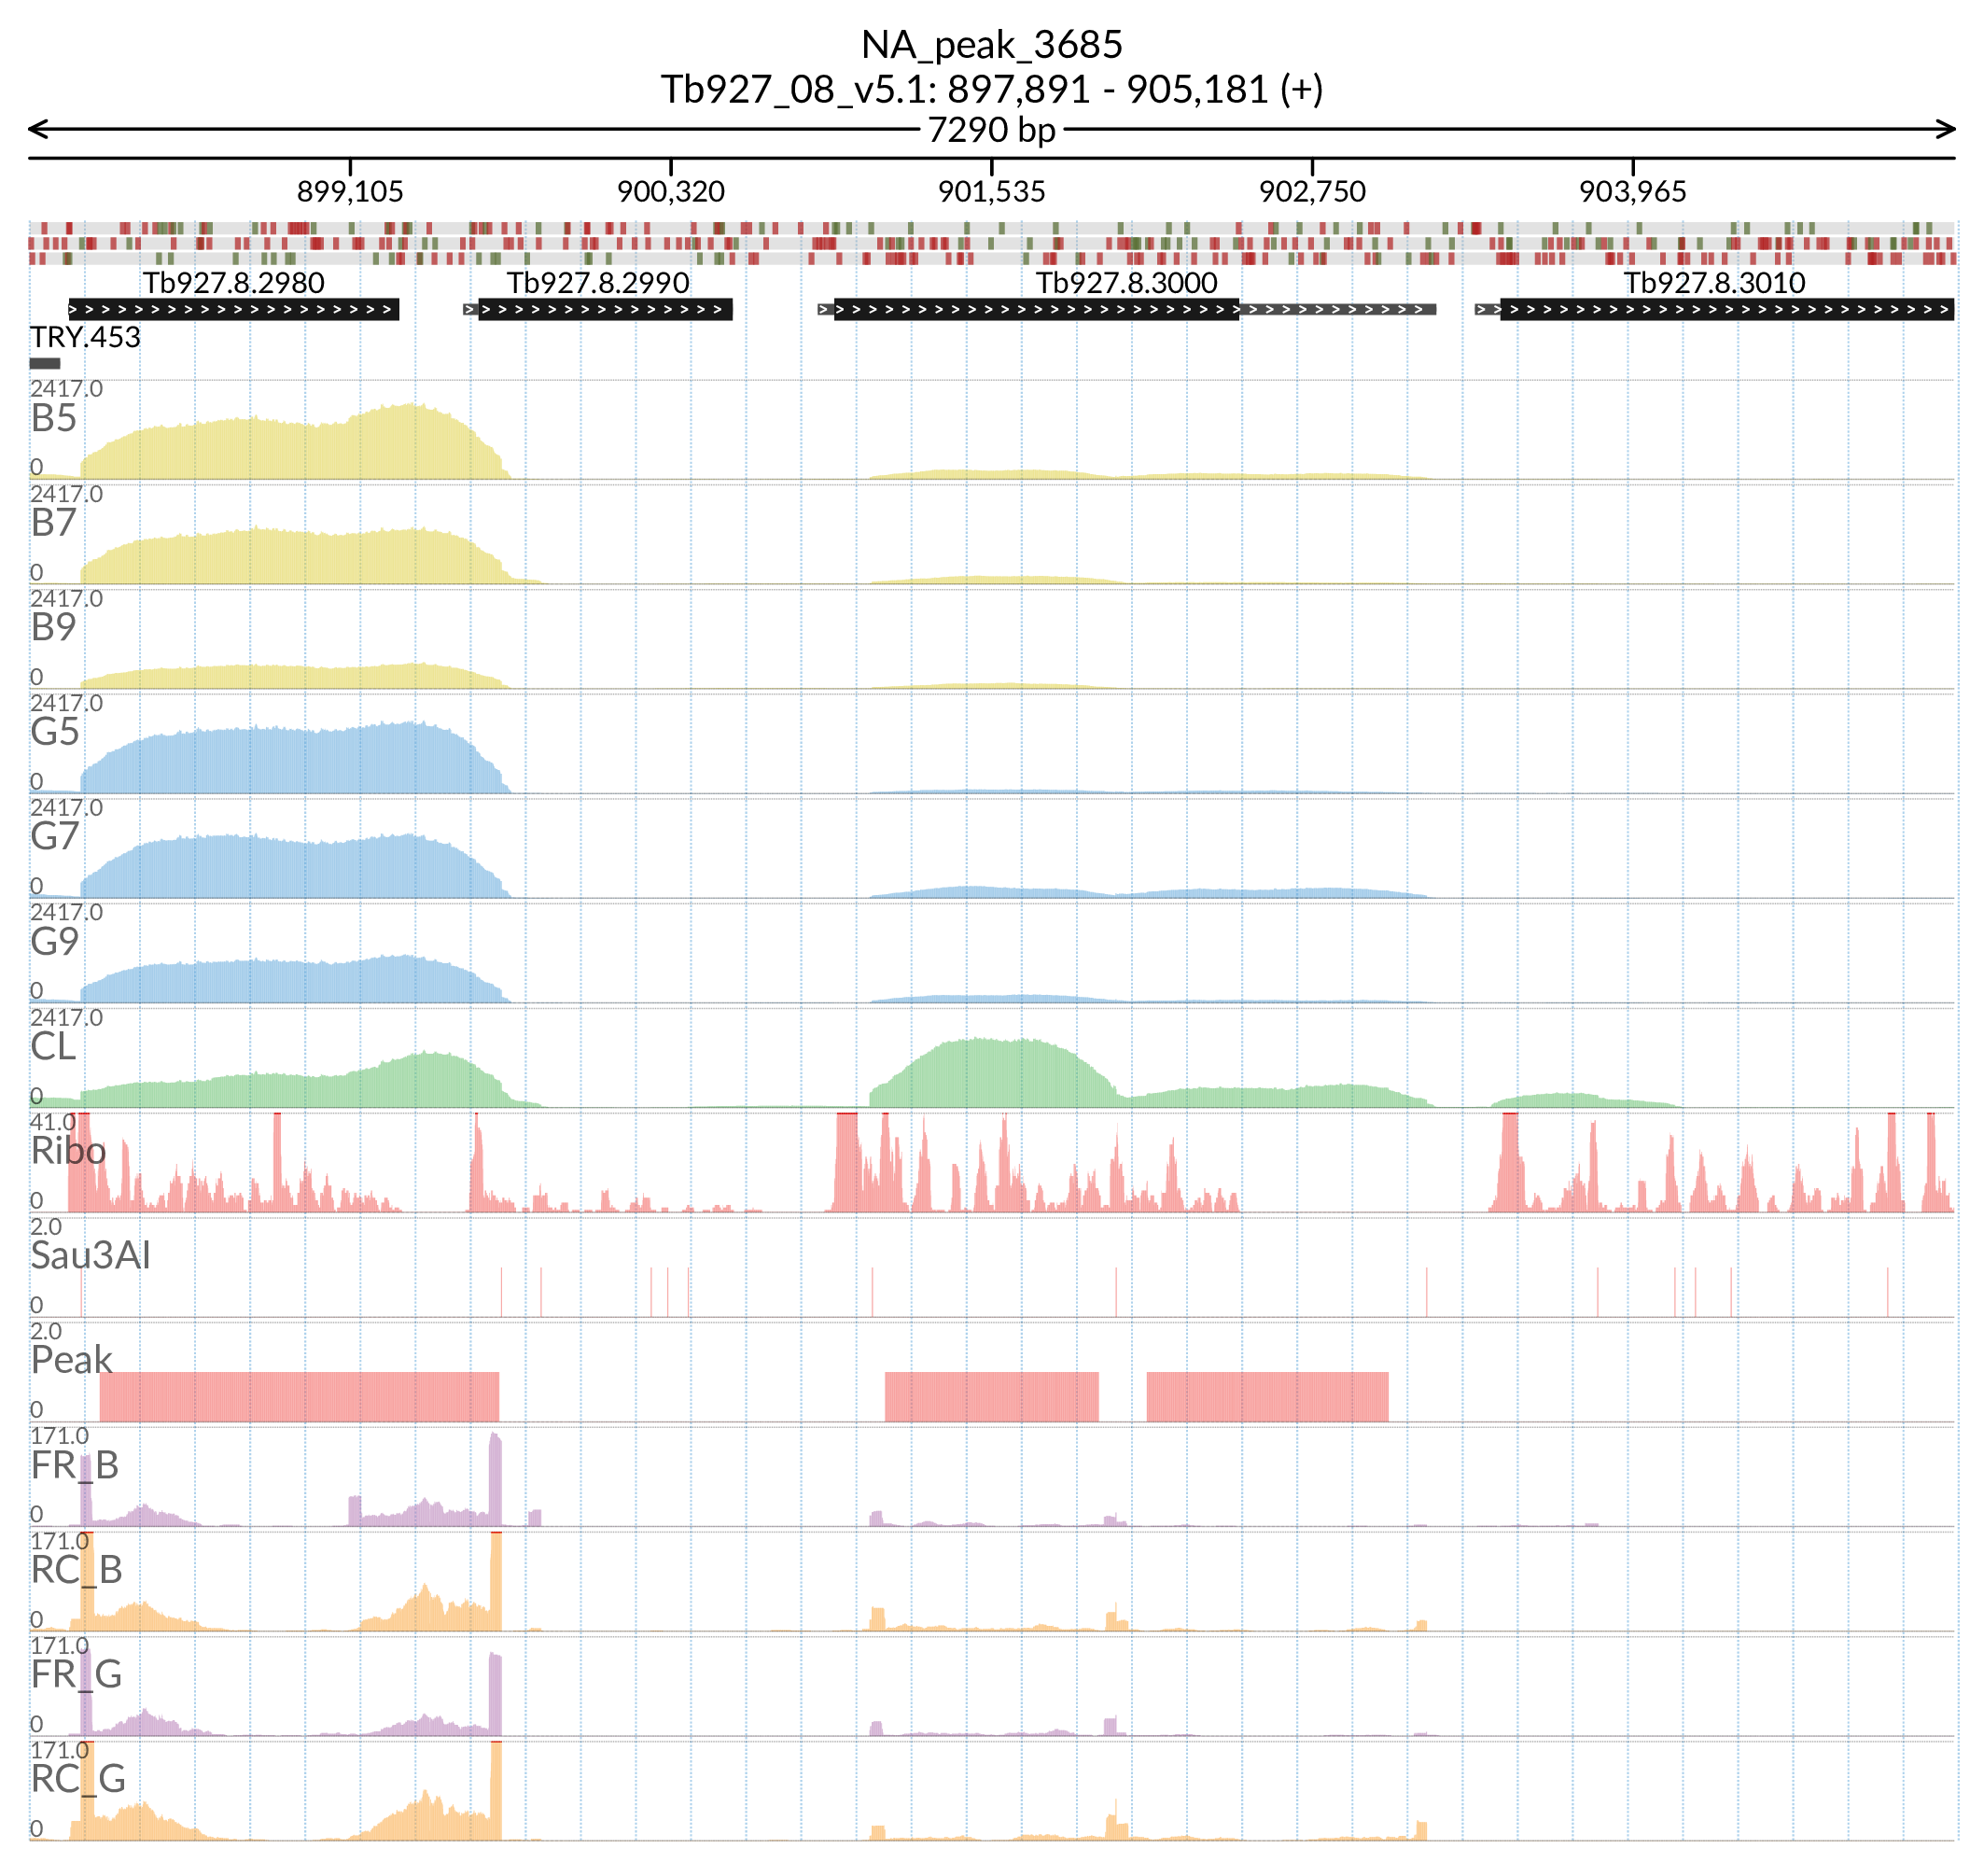 NA_peak_3685
Tb927_08_v5.1: 897,891 - 905,181 (+)
7290 bp
899,105 900,320 901,535 902,750 903,965
Tb927.8.2980 Tb927.8.2990 Tb927.8.3000 Tb927.8.3010
TRY.453
2417.0
B5
0
2417.0
B7
0
2417.0
B9
0
2417.0
G5
0
2417.0
G7
0
2417.0
G9
0
2417.0
CL
0
41.0
Ribo
0
2.0
Sau3AI
0
2.0
Peak
0
171.0
FR_B
0
171.0
RC_B
0
171.0
FR_G
0
171.0
RC_G
0